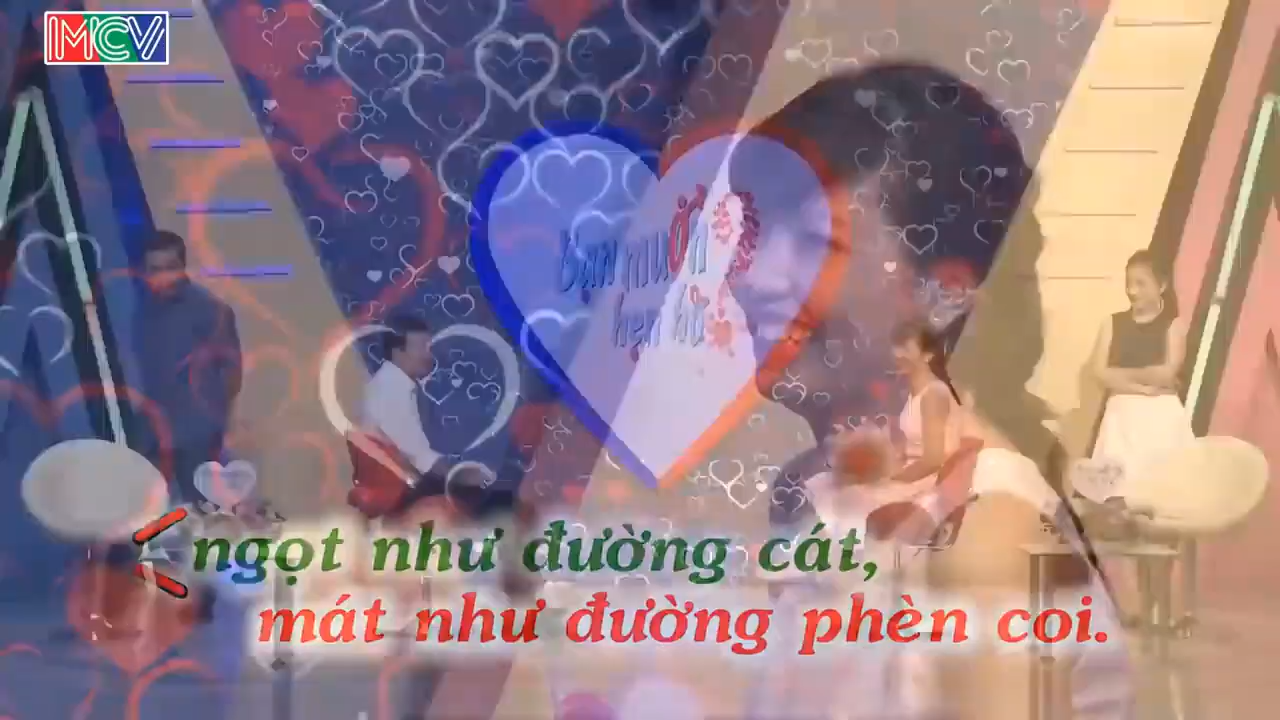 MCV
bạn muốn
hẹn hò
ngọt như đường cát,
mát như đường phèn coi.